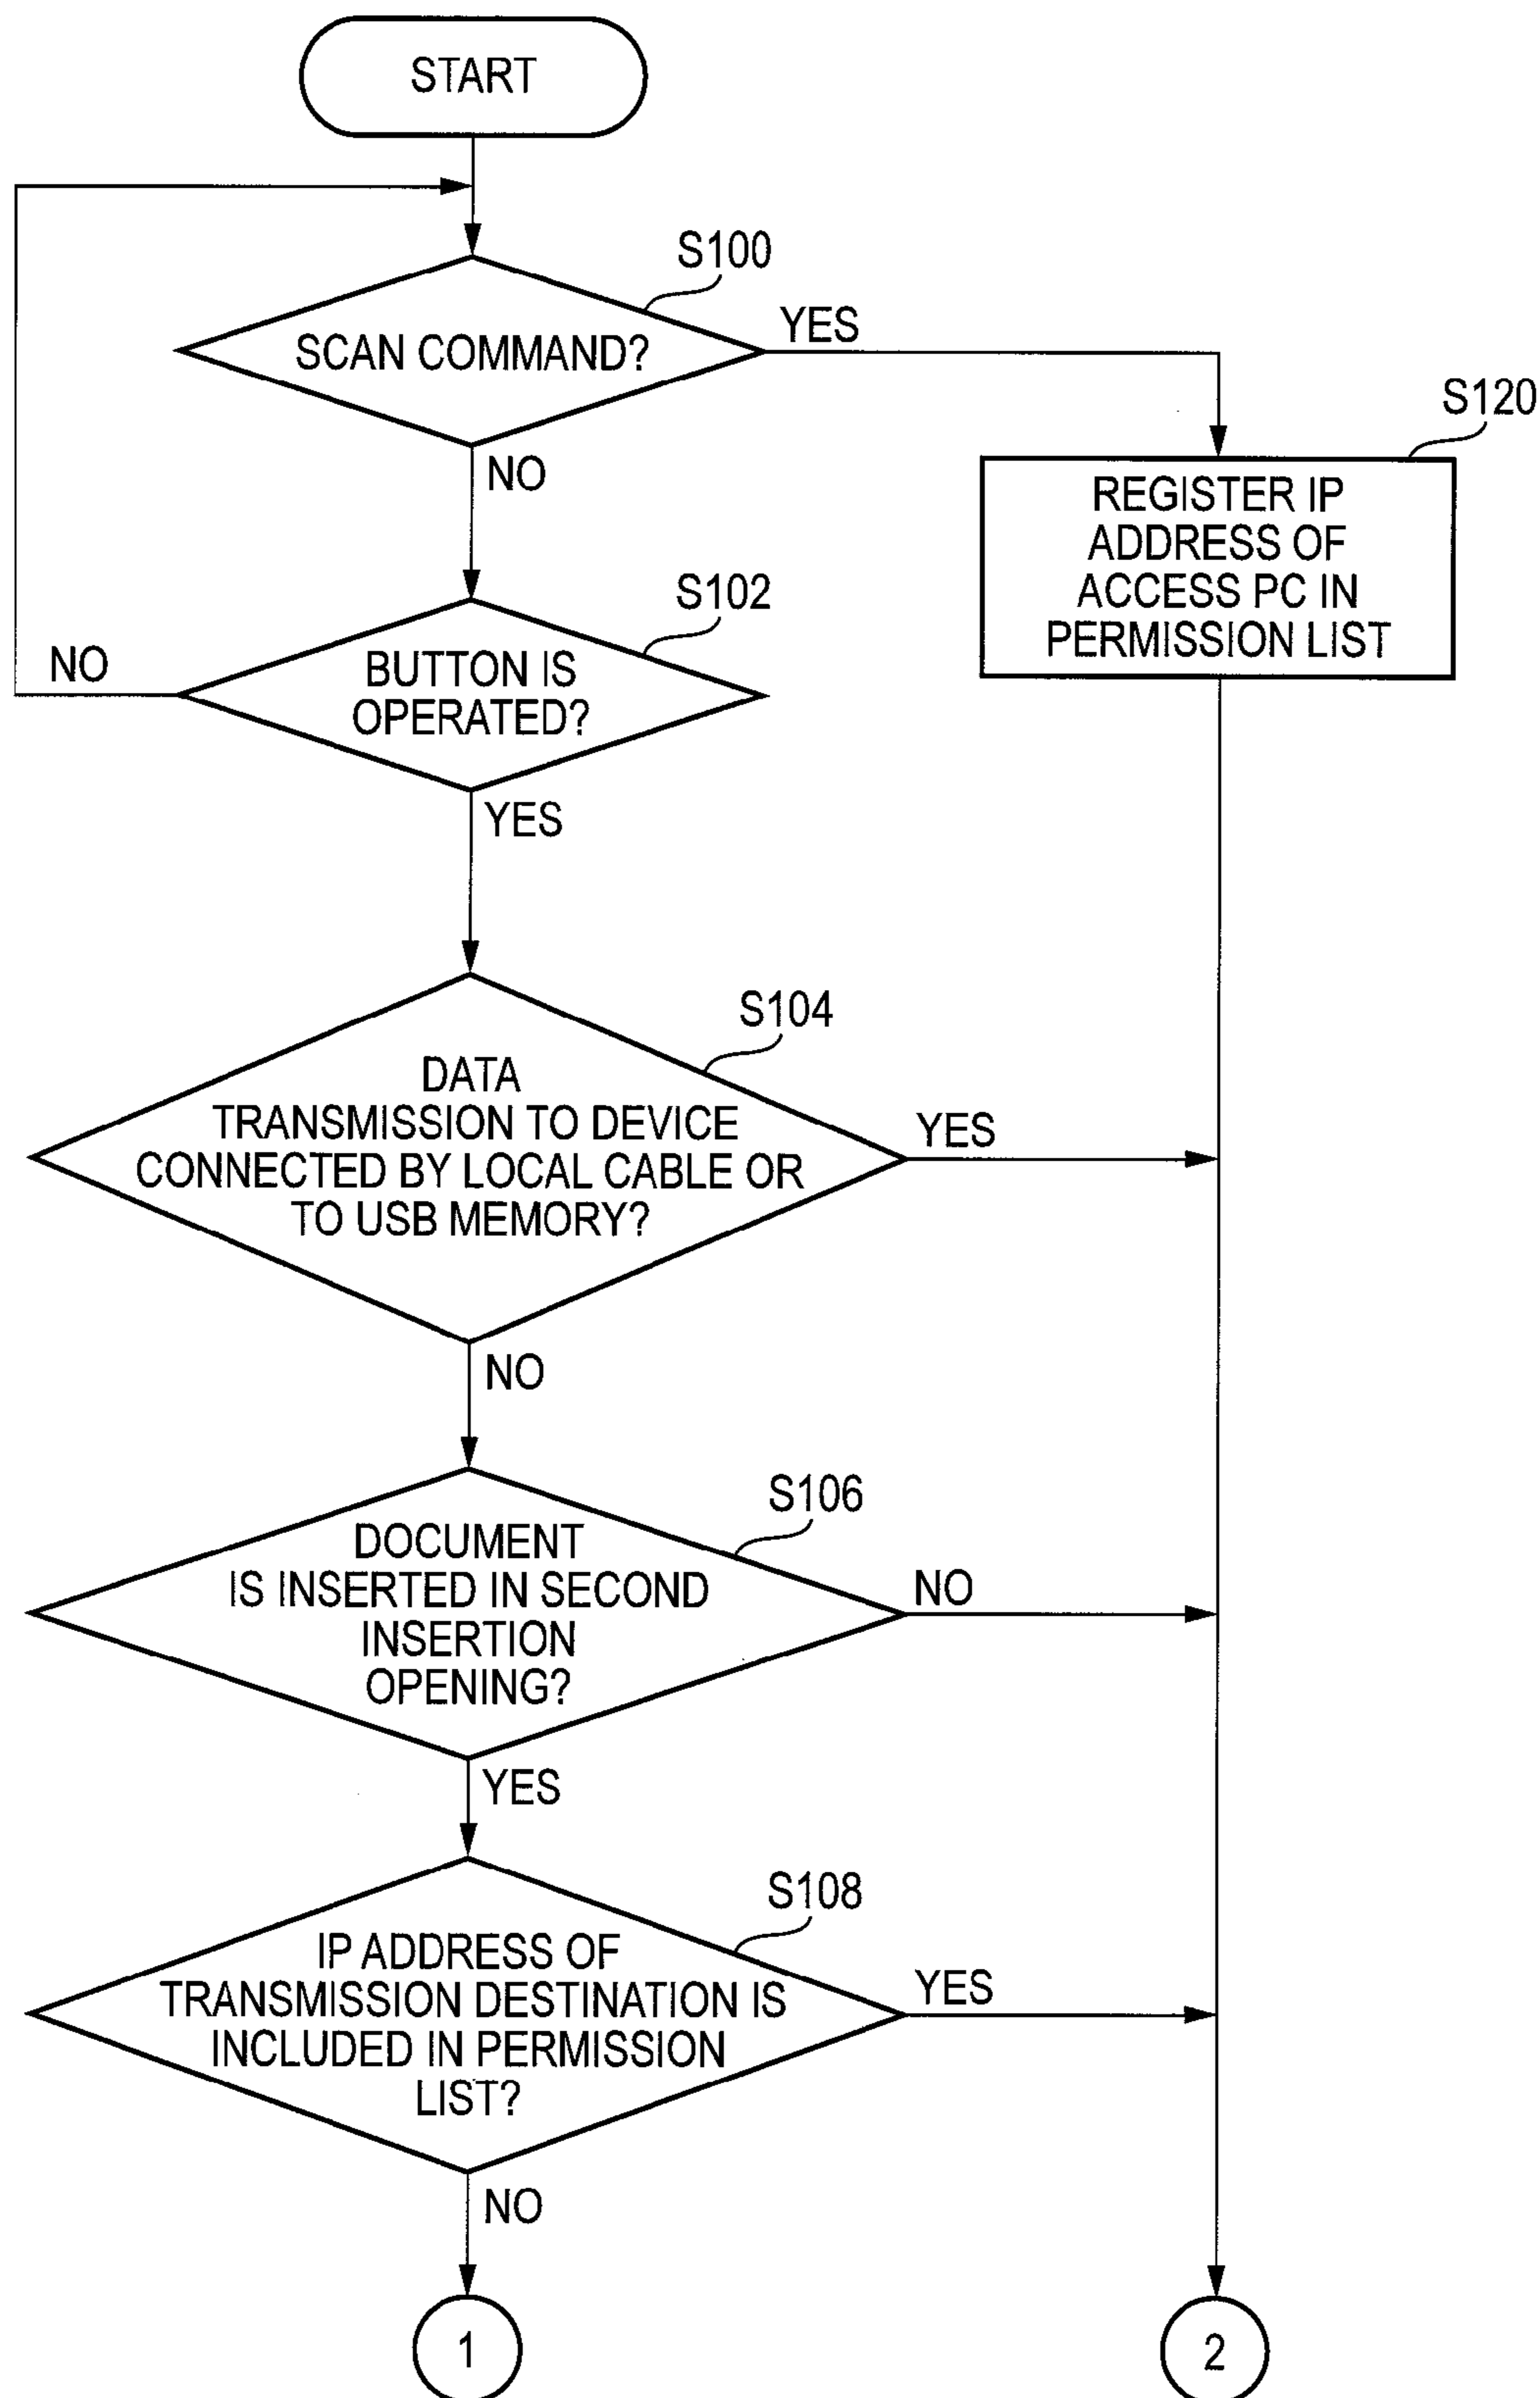 START
S100
SCAN COMMAND?
YES
NO
S120
REGISTER IP
ADDRESS OF
ACCESS PC IN
PERMISSION LIST
S102
BUTTON IS
OPERATED?
NO
YES
S104
DATA
TRANSMISSION TO DEVICE
CONNECTED BY LOCAL CABLE OR
TO USB MEMORY?
YES
NO
S106
DOCUMENT
IS INSERTED IN SECOND
INSERTION
OPENING?
NO
YES
S108
IP ADDRESS OF
TRANSMISSION DESTINATION IS
INCLUDED IN PERMISSION
LIST?
YES
NO
1
2